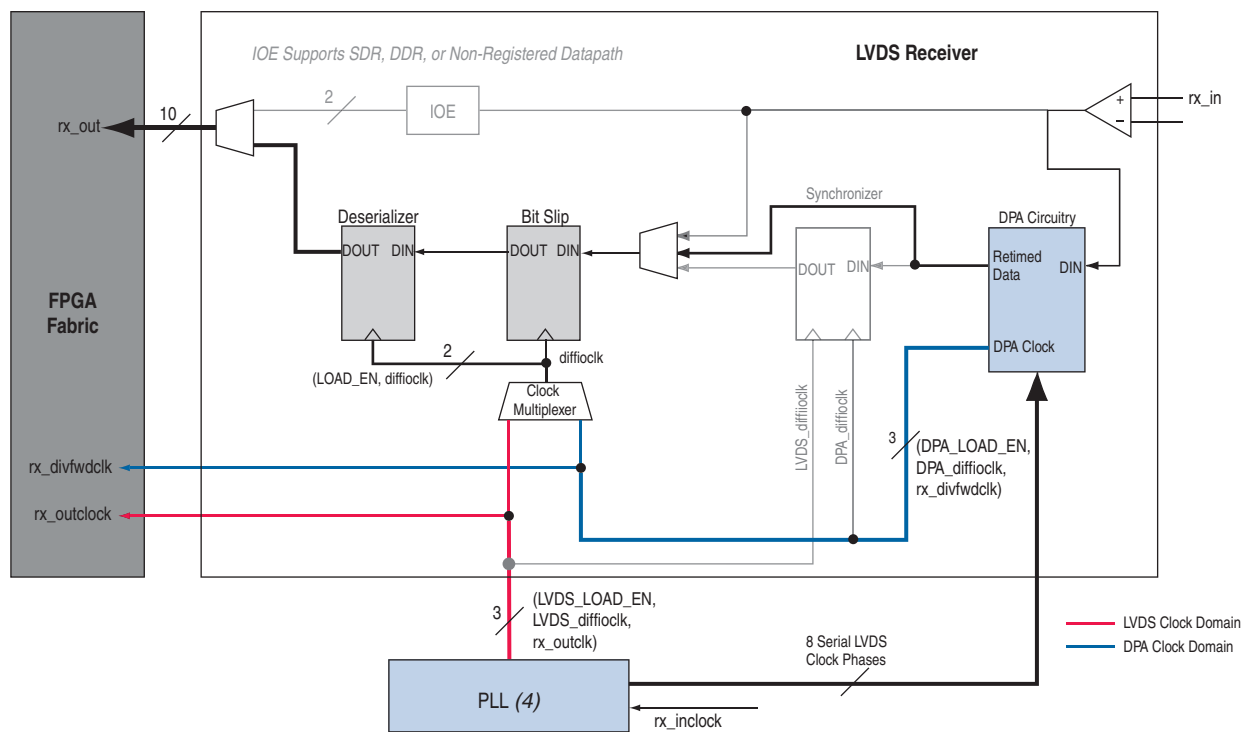 IOE Supports SDR, DDR, or Non-Registered Datapath
LVDS Receiver
2
IOE
+
−
rx_in
10
rx_out
Synchronizer
Deserializer
Bit Slip
DPA Circuitry
DOUT DIN
DOUT DIN
DOUT DIN
Retimed
Data
DIN
FPGA
Fabric
DPA Clock
2
diffioclk
(LOAD_EN, diffioclk)
Clock
Multiplexer
LVDS_diffiioclk
DPA_diffioclk
3
(DPA_LOAD_EN,
DPA_diffioclk,
rx_divfwdclk)
rx_divfwdclk
rx_outclock
3
(LVDS_LOAD_EN,
LVDS_diffioclk,
rx_outclk)
LVDS Clock Domain
DPA Clock Domain
8 Serial LVDS
Clock Phases
PLL (4)
rx_inclock